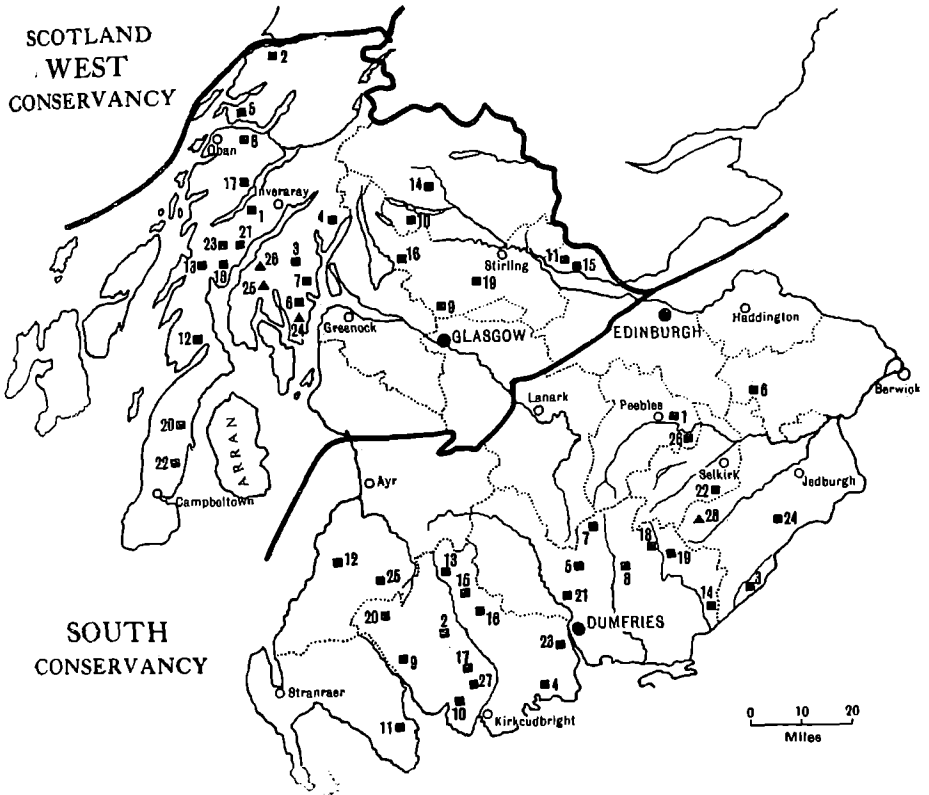 SCOTLAND
WEST
CONSERVANCY
2
5
8
Oban
17
Inveraray
1
14
4
10
23
21
3
26
16
11
15
Stirling
13
18
25
7
19
6
24
9
Greenock
GLASGOW
EDINBURGH
Haddington
12
Lanark
Peebles
1
6
Berwick
20
ARRAN
26
22
Selkirk
22
Jedburgh
Campbeltown
Ayr
28
24
7
18
19
12
13
5
8
3
25
15
21
14
20
16
2
DUMFRIES
SOUTH
CONSERVANCY
23
9
17
27
4
Stranraer
10
Kirkcudbright
11
0 10 20
Miles